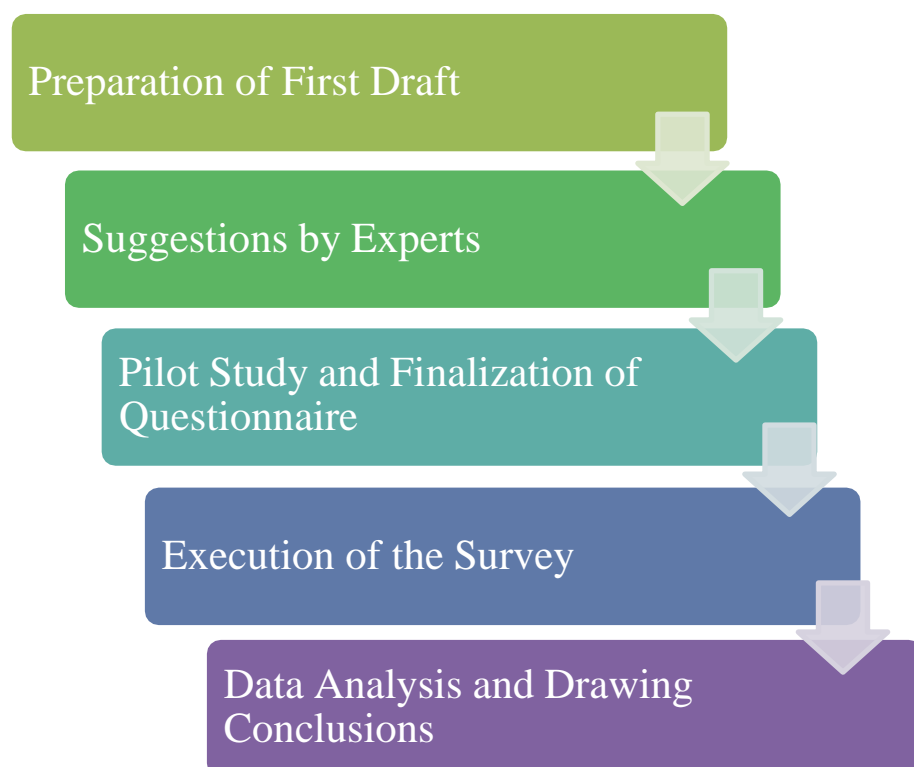 Preparation of First Draft
Suggestions by Experts
Pilot Study and Finalization of
Questionnaire
Execution of the Survey
Data Analysis and Drawing
Conclusions